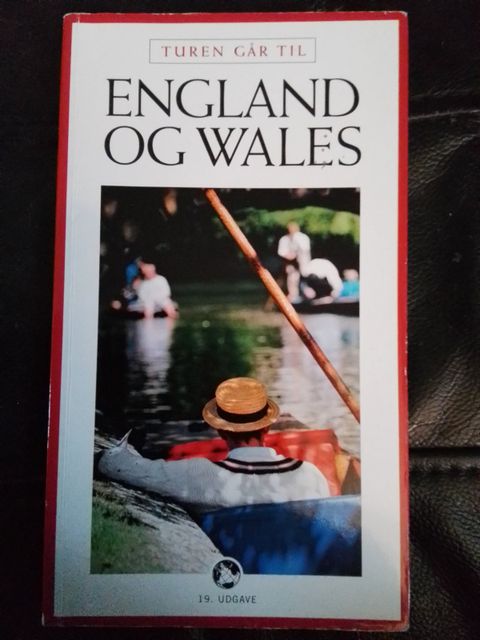 TUREN GÅR TIL
ENGLAND
OG WALES
19. UDGAVE